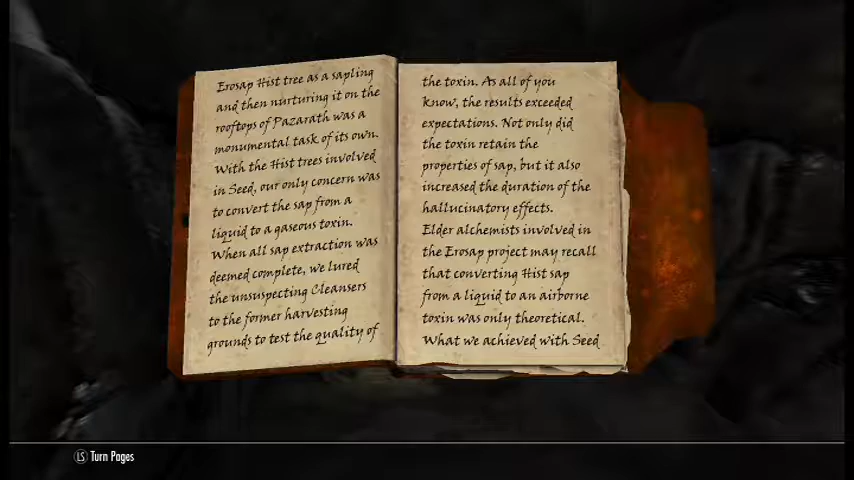 Erosap Hist tree as a sapling
and then nurturing it on the
rooftops of Pazarath was a
monumental task of its own.
With the Hist trees involved
in Seed, our only concern was
to convert the sap from a
liquid to a gaseous toxin.
When all sap extraction was
deemed complete, we lured
the unsuspecting Cleansers
to the former harvesting
grounds to test the quality of
the toxin. As all of you
know, the results exceeded
expectations. Not only did
the toxin retain the
properties of sap, but it also
increased the duration of the
hallucinatory effects.
Elder alchemists involved in
the Erosap project may recall
that converting Hist sap
from a liquid to an airborne
toxin was only theoretical.
What we achieved with Seed
LS Turn Pages